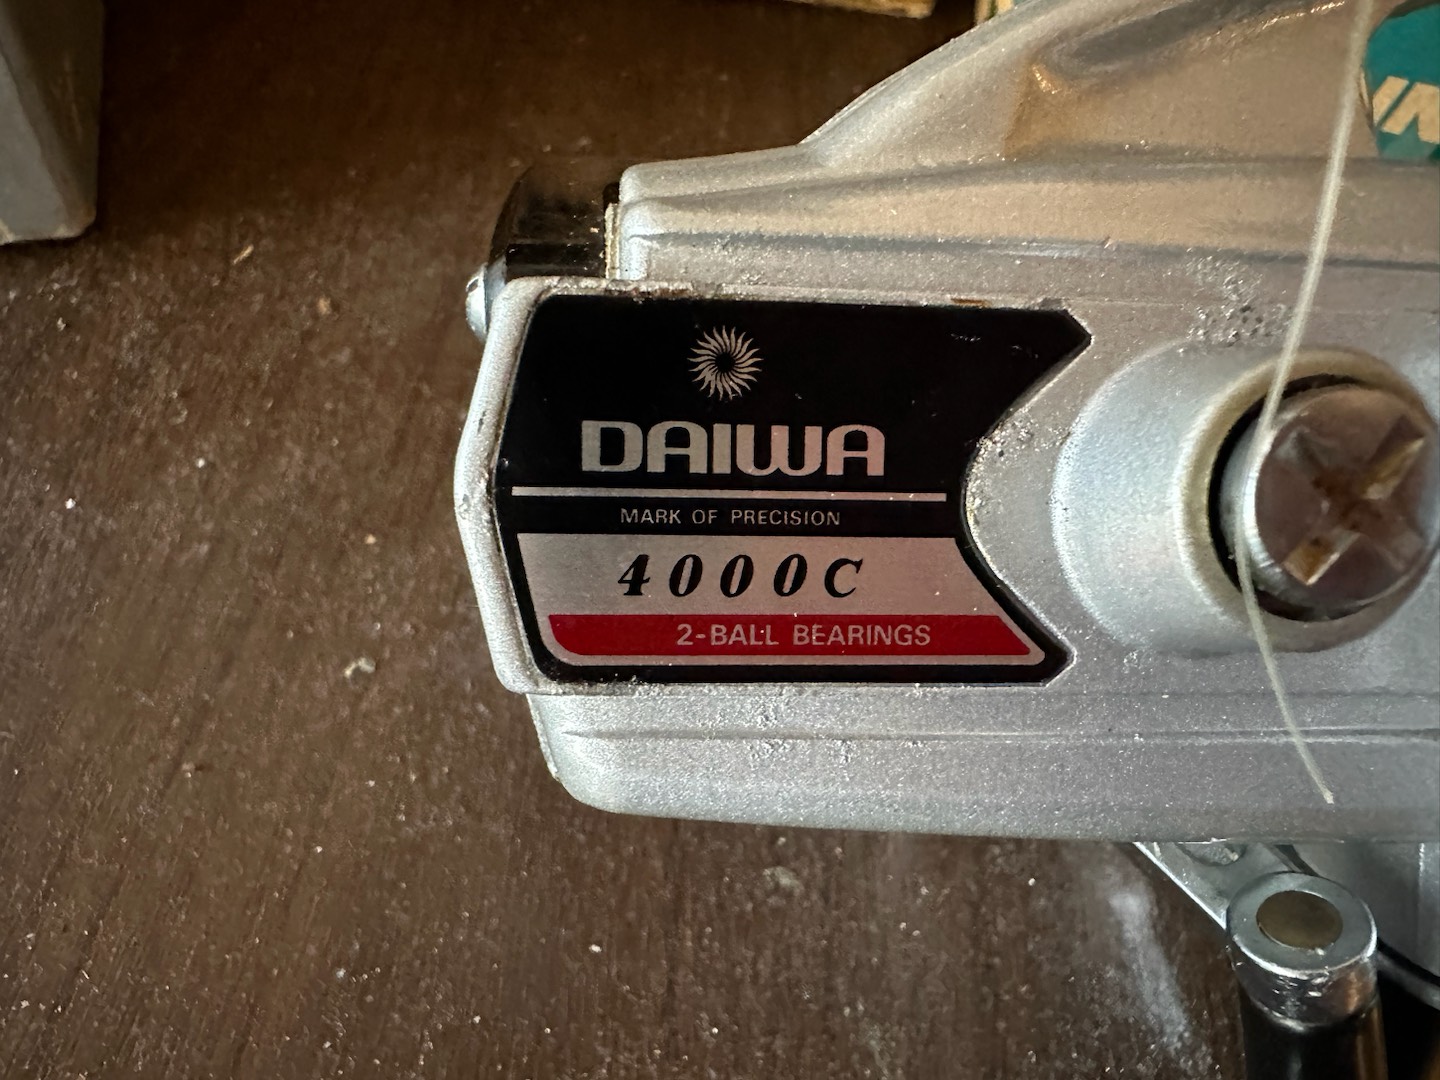 DAIWA
MARK OF PRECISION
4000C
2-BALL BEARINGS